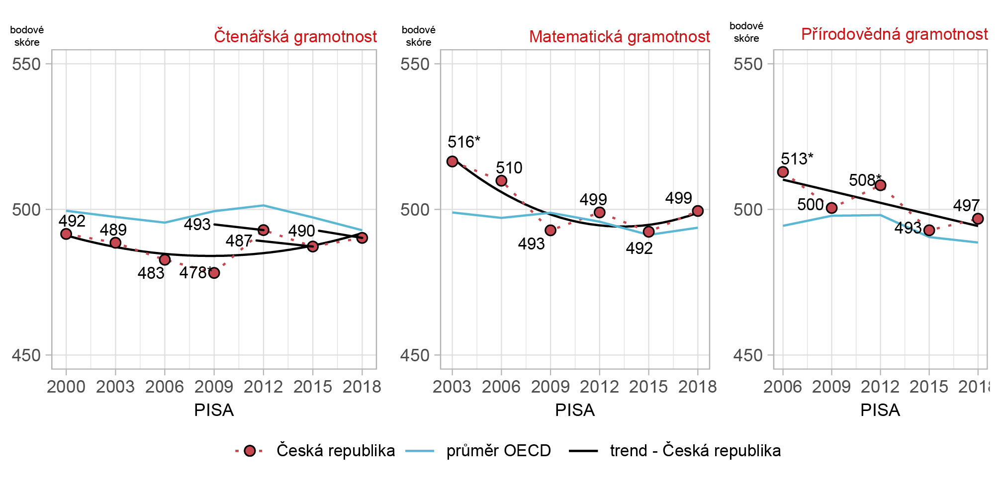 bodové
skóre
Čtenářská gramotnost
550
500
450
492
489
483
478*
493
487
490
2000 2003 2006 2009 2012 2015 2018
PISA
bodové
skóre
Matematická gramotnost
550
500
450
516*
510
493
499
492
499
2003 2006 2009 2012 2015 2018
PISA
bodové
skóre
Přírodovědná gramotnost
550
500
450
513*
500
508*
493
497
2006 2009 2012 2015 2018
PISA
Česká republika průměr OECD trend - Česká republika